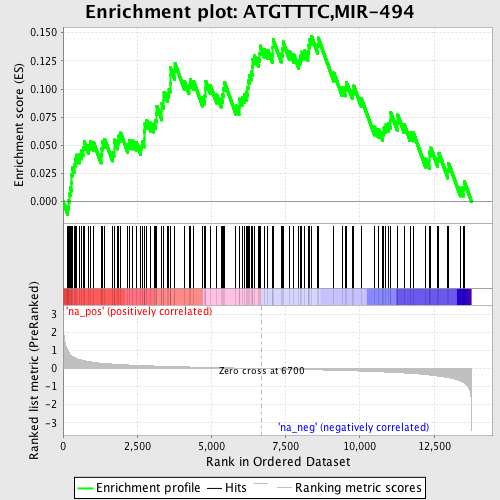 Enrichment plot: ATGTTTC,MIR-494
Enrichment score (ES)
0.150
0.125
0.100
0.075
0.050
0.025
0.000
'na_pos' (positively correlated)
Ranked list metric (PreRanked)
3
2
1
0
-1
-2
-3
Zero cross at 6700
'na_neg' (negatively correlated)
0
2,500
5,000
7,500
10,000
12,500
Rank in Ordered Dataset
Enrichment profile
Hits
Ranking metric scores